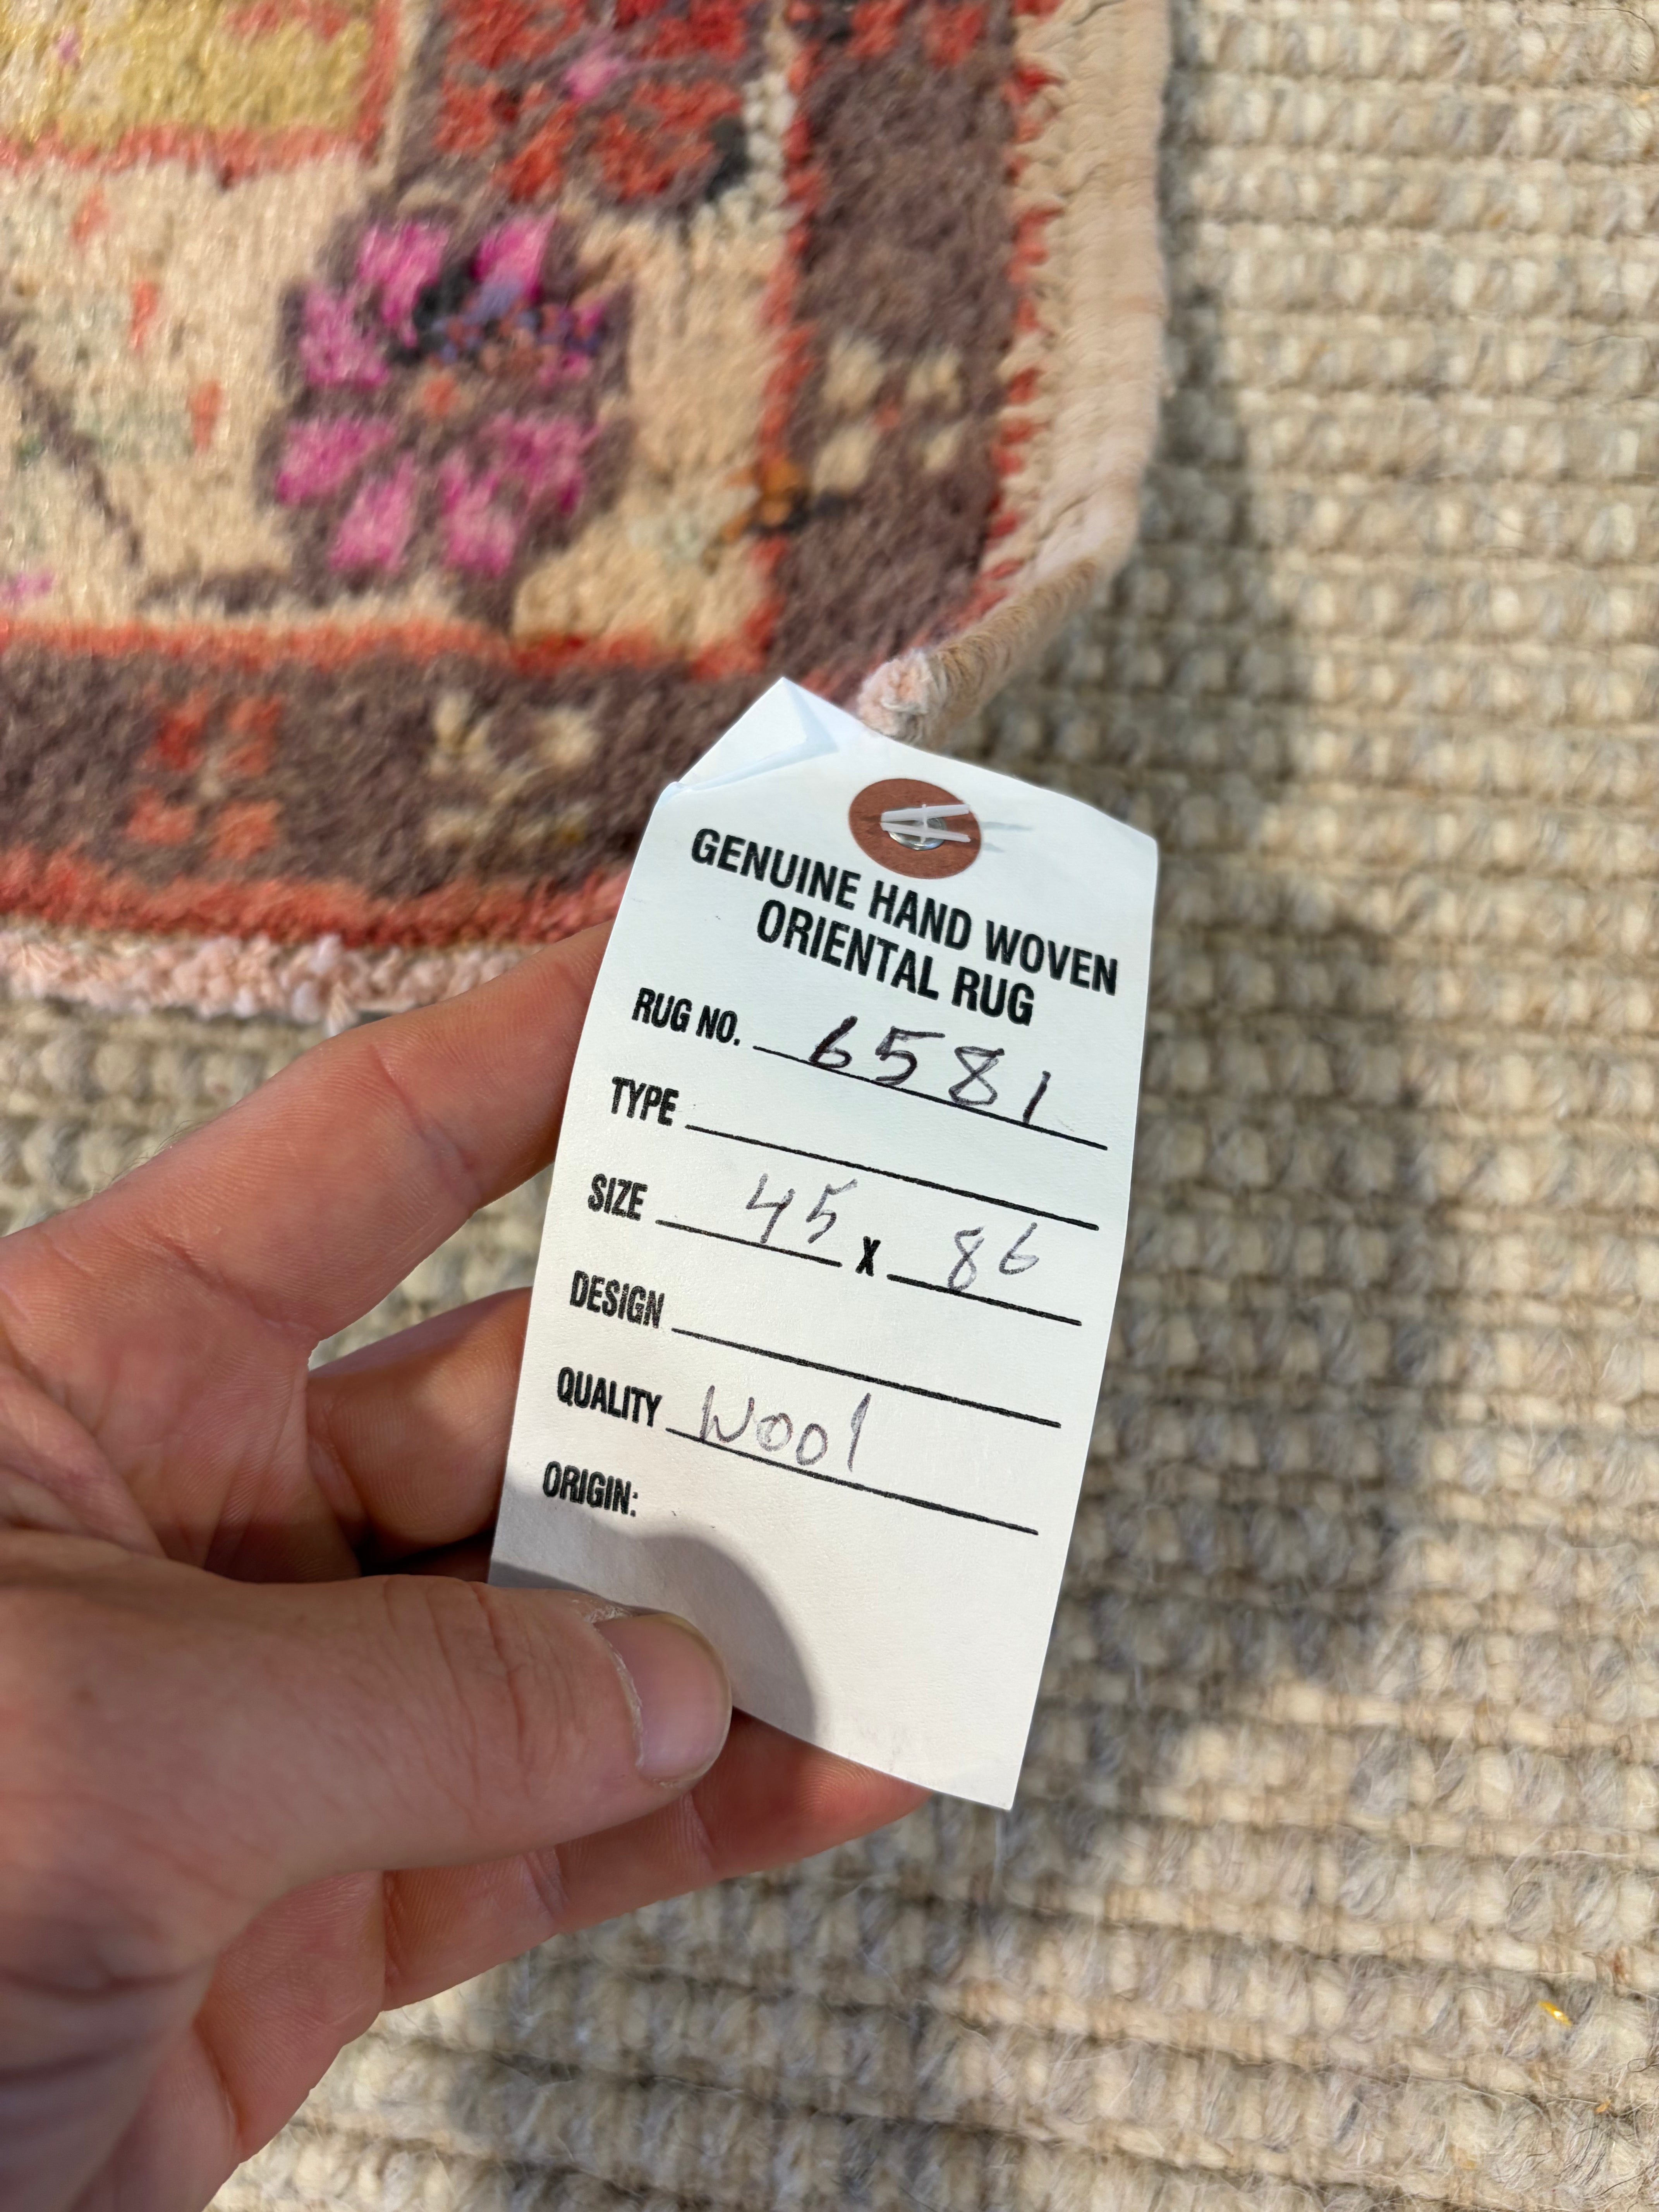 GENUINE HAND WOVEN
ORIENTAL RUG
RUG NO. 6581
TYPE
SIZE 45 X 86
DESIGN
QUALITY Wool
ORIGIN: